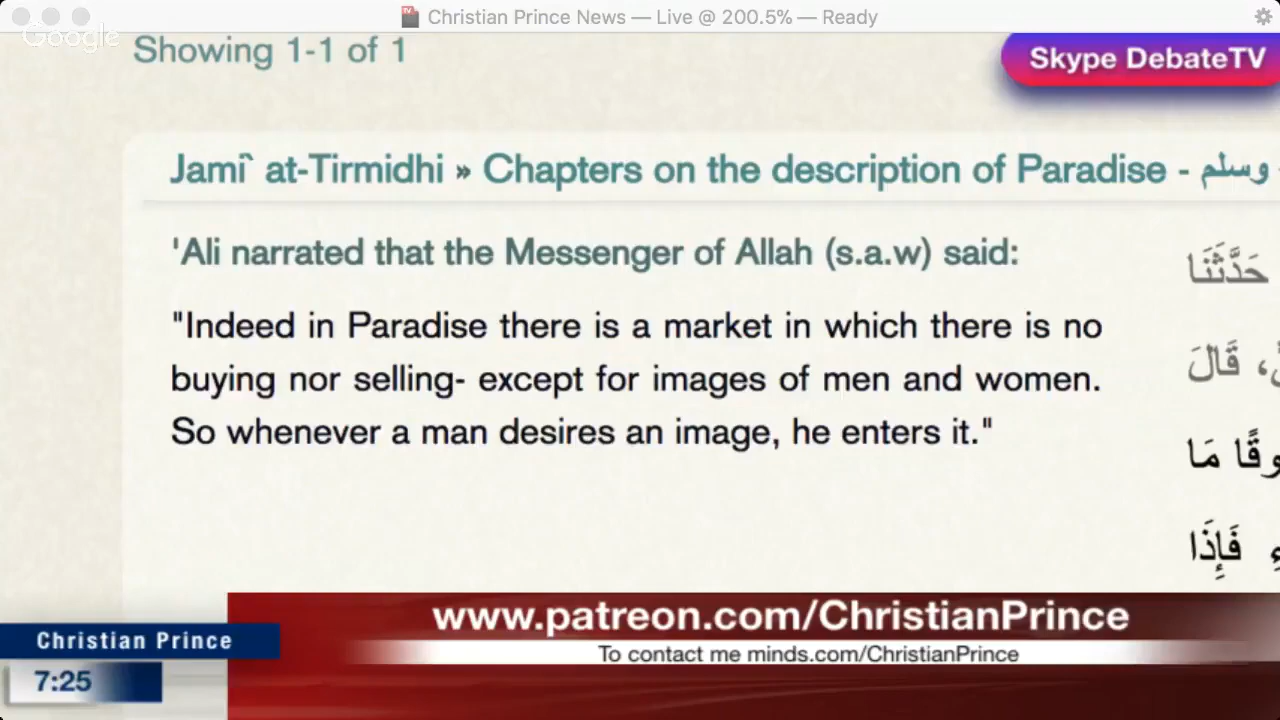 Christian Prince News — Live @ 200.5% — Ready
Google
Showing 1-1 of 1
Skype DebateTV
Jami` at-Tirmidhi » Chapters on the description of Paradise - وسلم
'Ali narrated that the Messenger of Allah (s.a.w) said:
حَدَّثَنَا
"Indeed in Paradise there is a market in which there is no
قَالَ
buying nor selling- except for images of men and women.
So whenever a man desires an image, he enters it."
وقًا مَا
فَإِذَا
www.patreon.com/ChristianPrince
Christian Prince
To contact me minds.com/ChristianPrince
7:25